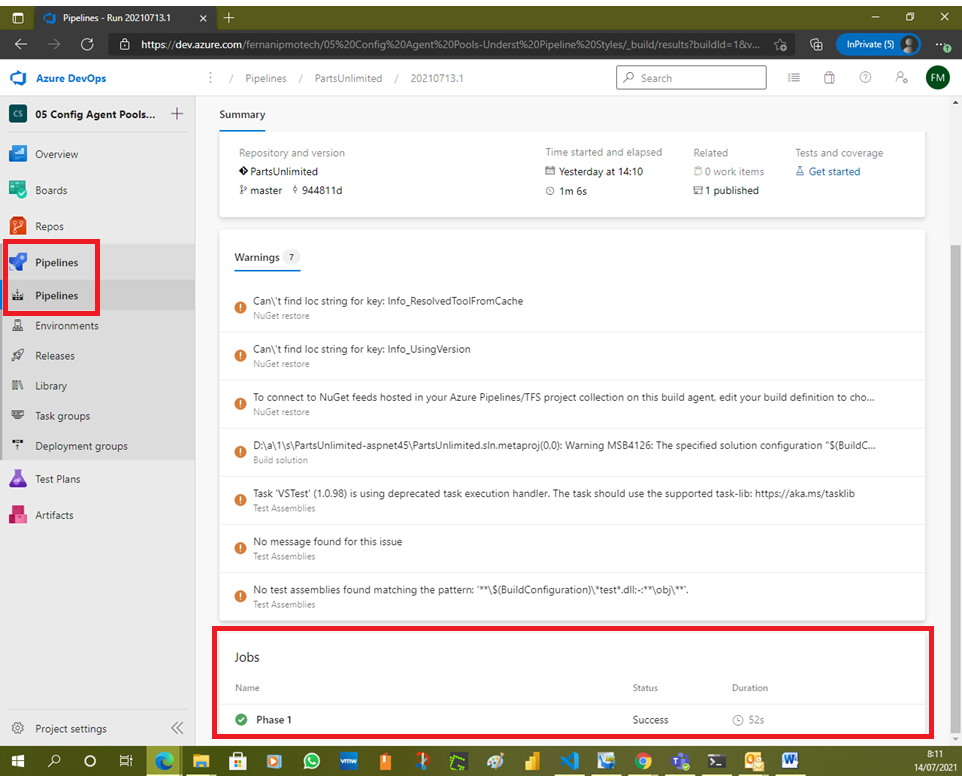 Pipelines - Run 20210713.1
https://dev.azure.com/fernanipmotech/05%20Config%20Agent%20Pools-Underst%20Pipeline%20Styles/_build/results?buildId=1&v...
InPrivate (5)
Azure DevOps
/ Pipelines / PartsUnlimited / 20210713.1
Search
FM
CS
05 Config Agent Pools...
Overview
Boards
Repos
Pipelines
Pipelines
Environments
Releases
Library
Task groups
Deployment groups
Test Plans
Artifacts
Project settings
Summary
Repository and version
PartsUnlimited
master 944811d
Time started and elapsed
Yesterday at 14:10
1m 6s
Related
0 work items
1 published
Tests and coverage
Get started
Warnings 7
Can\'t find loc string for key: Info_ResolvedToolFromCache
NuGet restore
Can\'t find loc string for key: Info_UsingVersion
NuGet restore
To connect to NuGet feeds hosted in your Azure Pipelines/TFS project collection on this build agent, edit your build definition to cho...
NuGet restore
D:\a\1\s\PartsUnlimited-aspnet45\PartsUnlimited.sln.metaproj(0,0): Warning MSB4126: The specified solution configuration "$(BuildC...
Build solution
Task 'VSTest' (1.0.98) is using deprecated task execution handler. The task should use the supported task-lib: https://aka.ms/tasklib
Test Assemblies
No message found for this issue
Test Assemblies
No test assemblies found matching the pattern: '**\$(BuildConfiguration)\*test*.dll;-:**\obj\**'.
Test Assemblies
Jobs
Name Status Duration
Phase 1 Success 52s
vmw
8:11
14/07/2021